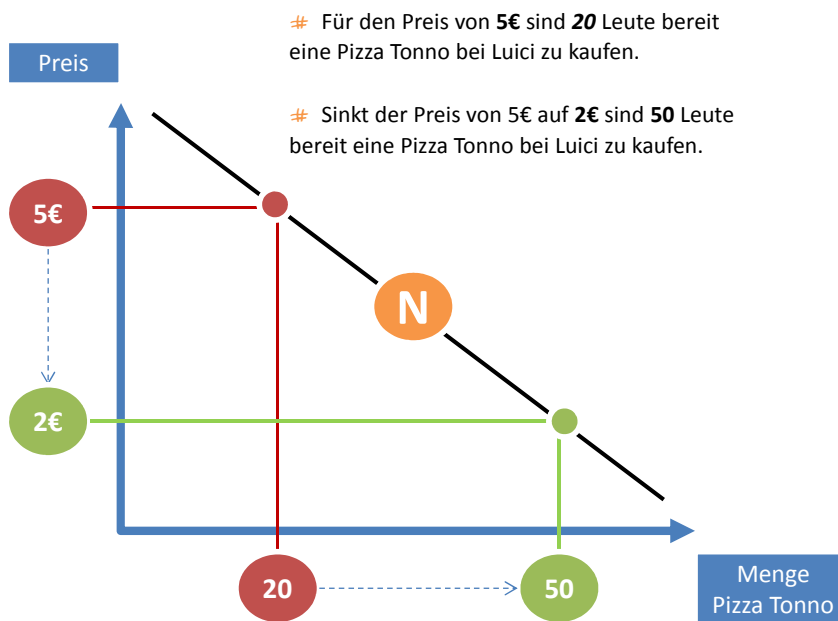 # Für den Preis von 5€ sind 20 Leute bereit
eine Pizza Tonno bei Luici zu kaufen.
Preis
# Sinkt der Preis von 5€ auf 2€ sind 50 Leute
bereit eine Pizza Tonno bei Luici zu kaufen.
5€
N
2€
20
50
Menge
Pizza Tonno